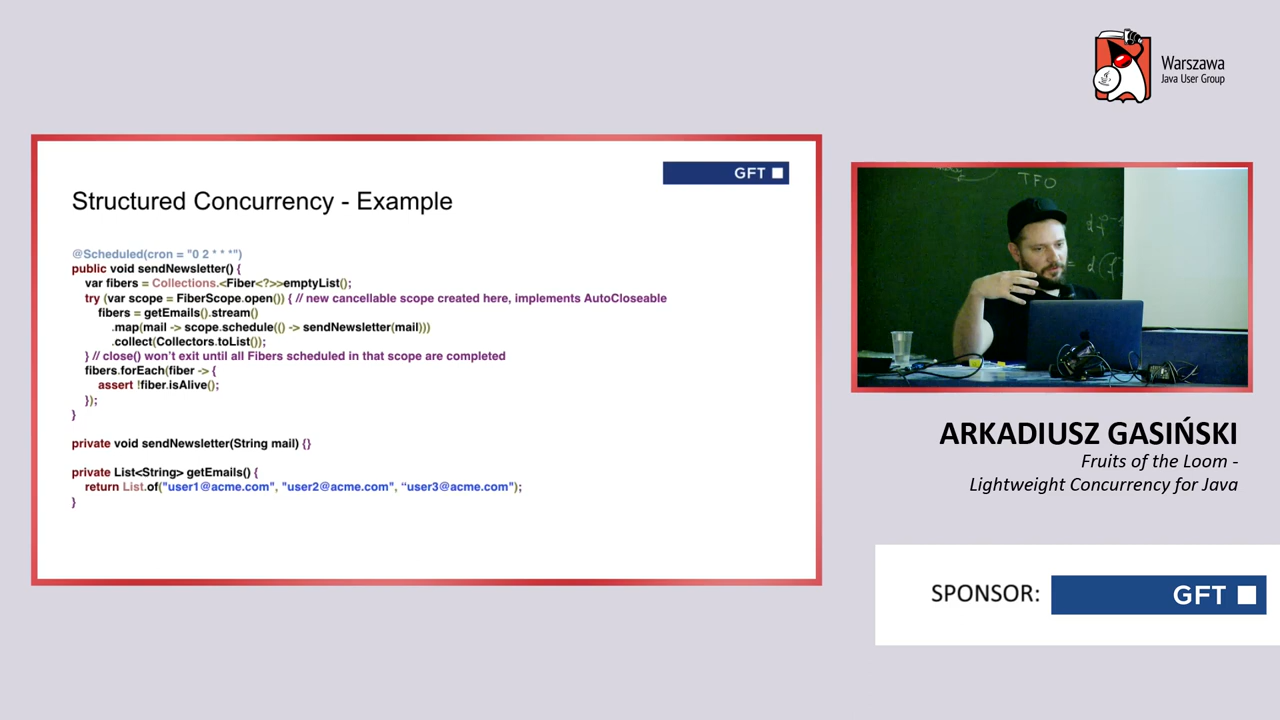 Warszawa
Java User Group
GFT
Structured Concurrency - Example
@Scheduled(cron = "0 2 * * *")
public void sendNewsletter() {
var fibers = Collections.<Fiber<?>>emptyList();
try (var scope = FiberScope.open()) { // new cancellable scope created here, implements AutoCloseable
fibers = getEmails().stream()
.map(mail -> scope.schedule(() -> sendNewsletter(mail)))
.collect(Collectors.toList());
} // close() won't exit until all Fibers scheduled in that scope are completed
fibers.forEach(fiber -> {
assert !fiber.isAlive();
});
}
private void sendNewsletter(String mail) {}
private List<String> getEmails() {
return List.of("user1@acme.com", "user2@acme.com", “user3@acme.com");
}
TFO
ARKADIUSZ GASIŃSKI
Fruits of the Loom -
Lightweight Concurrency for Java
SPONSOR:
GFT